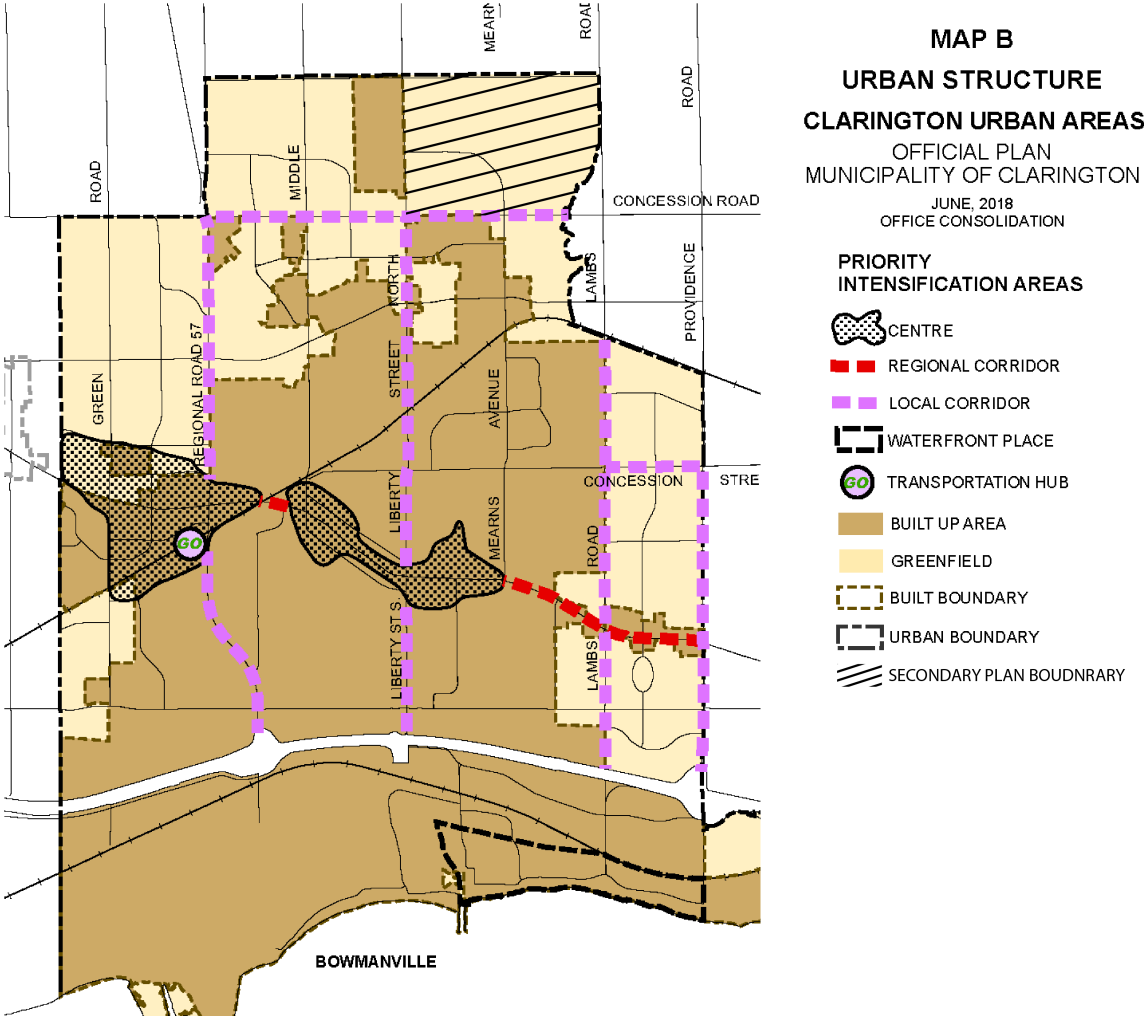 MEARN
ROAD
ROAD
MAP B
URBAN STRUCTURE
CLARINGTON URBAN AREAS
OFFICIAL PLAN
MUNICIPALITY OF CLARINGTON
JUNE, 2018
OFFICE CONSOLIDATION
PRIORITY
INTENSIFICATION AREAS
CENTRE
REGIONAL CORRIDOR
LOCAL CORRIDOR
WATERFRONT PLACE
GO TRANSPORTATION HUB
BUILT UP AREA
GREENFIELD
BUILT BOUNDARY
URBAN BOUNDARY
SECONDARY PLAN BOUDNRARY
ROAD
MIDDLE
CONCESSION ROAD
NORTH
LAMBS
PROVIDENCE
REGIONAL ROAD 57
STREET
GREEN
AVENUE
CONCESSION STRE
LIBERTY
MEARNS
ROAD
GO
LIBERTY ST S.
LAMBS
BOWMANVILLE